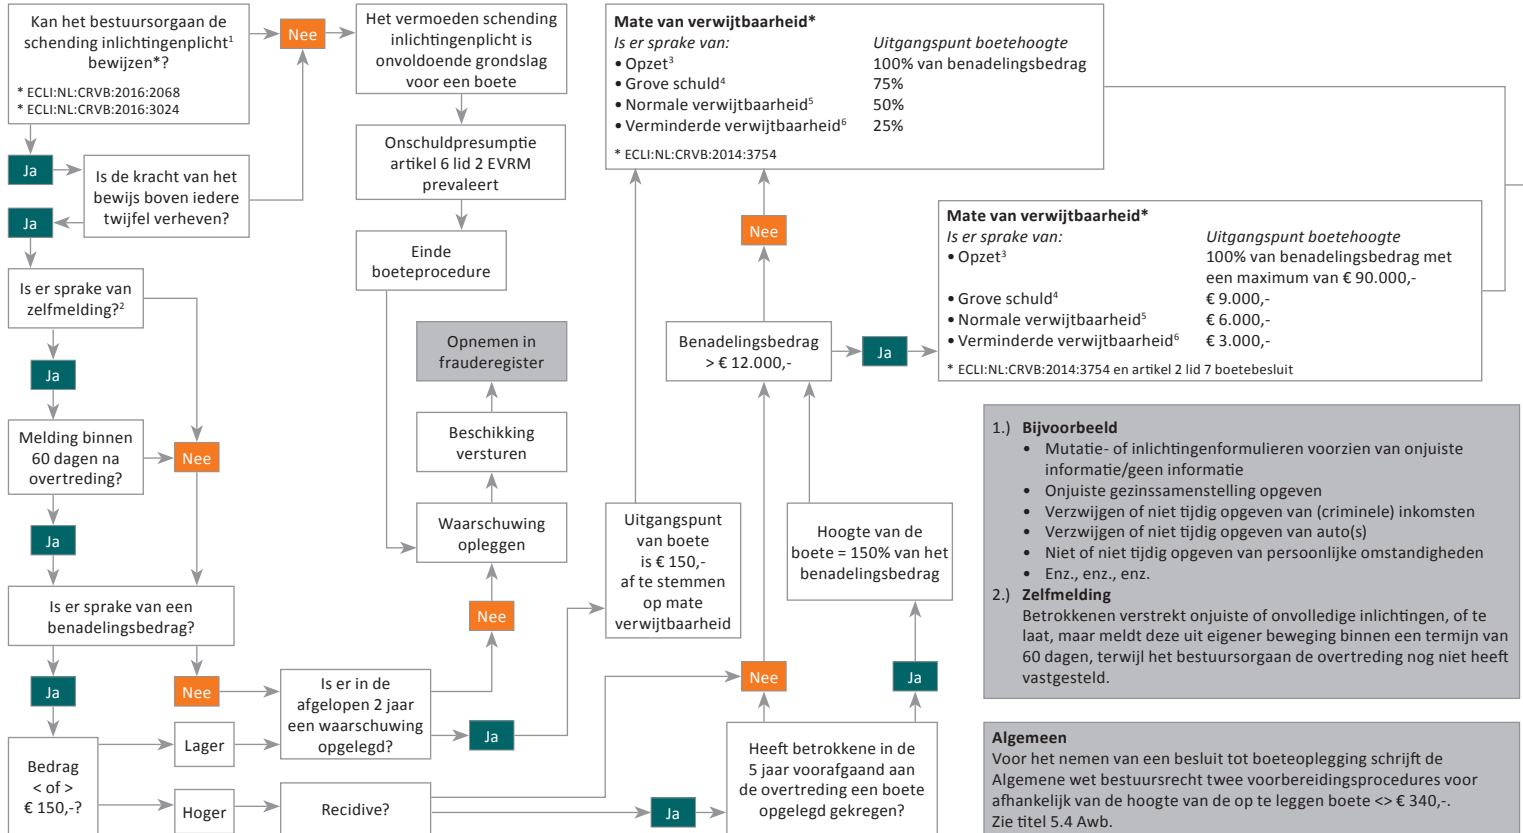 Kan het bestuursorgaan de
schending inlichtingenplicht¹
bewijzen*?
* ECLI:NL:CRVB:2016:2068
* ECLI:NL:CRVB:2016:3024
Nee
Het vermoeden schending
inlichtingenplicht is
onvoldoende grondslag
voor een boete
Ja
Is de kracht van het
bewijs boven iedere
twijfel verheven?
Ja
Onschuldpresumptie
artikel 6 lid 2 EVRM
prevaleert
Einde
boeteprocedure
Is er sprake van
zelfmelding?²
Ja
Melding binnen
60 dagen na
overtreding?
Nee
Ja
Is er sprake van een
benadelingsbedrag?
Ja
Nee
Bedrag
< of >
€ 150,-?
Lager
Hoger
Opnemen in
frauderegister
Beschikking
versturen
Waarschuwing
opleggen
Nee
Is er in de
afgelopen 2 jaar
een waarschuwing
opgelegd?
Ja
Recidive?
Ja
Mate van verwijtbaarheid*
Is er sprake van: Uitgangspunt boetehoogte
• Opzet³ 100% van benadelingsbedrag
• Grove schuld⁴ 75%
• Normale verwijtbaarheid⁵ 50%
• Verminderde verwijtbaarheid⁶ 25%
* ECLI:NL:CRVB:2014:3754
Nee
Mate van verwijtbaarheid*
Is er sprake van: Uitgangspunt boetehoogte
• Opzet³ 100% van benadelingsbedrag met
een maximum van € 90.000,-
• Grove schuld⁴ € 9.000,-
• Normale verwijtbaarheid⁵ € 6.000,-
• Verminderde verwijtbaarheid⁶ € 3.000,-
* ECLI:NL:CRVB:2014:3754 en artikel 2 lid 7 boetebesluit
Benadelingsbedrag
> € 12.000,-
Ja
Uitgangspunt
van boete
is € 150,-
af te stemmen
op mate
verwijtbaarheid
Hoogte van de
boete = 150% van het
benadelingsbedrag
Nee
Ja
Heeft betrokkene in de
5 jaar voorafgaand aan
de overtreding een boete
opgelegd gekregen?
1.) Bijvoorbeeld
• Mutatie- of inlichtingenformulieren voorzien van onjuiste
informatie/geen informatie
• Onjuiste gezinssamenstelling opgeven
• Verzwijgen of niet tijdig opgeven van (criminele) inkomsten
• Verzwijgen of niet tijdig opgeven van auto(s)
• Niet of niet tijdig opgeven van persoonlijke omstandigheden
• Enz., enz., enz.
2.) Zelfmelding
Betrokkenen verstrekt onjuiste of onvolledige inlichtingen, of te
laat, maar meldt deze uit eigener beweging binnen een termijn van
60 dagen, terwijl het bestuursorgaan de overtreding nog niet heeft
vastgesteld.
Algemeen
Voor het nemen van een besluit tot boeteoplegging schrijft de
Algemene wet bestuursrecht twee voorbereidingsprocedures voor
afhankelijk van de hoogte van de op te leggen boete <> € 340,-.
Zie titel 5.4 Awb.